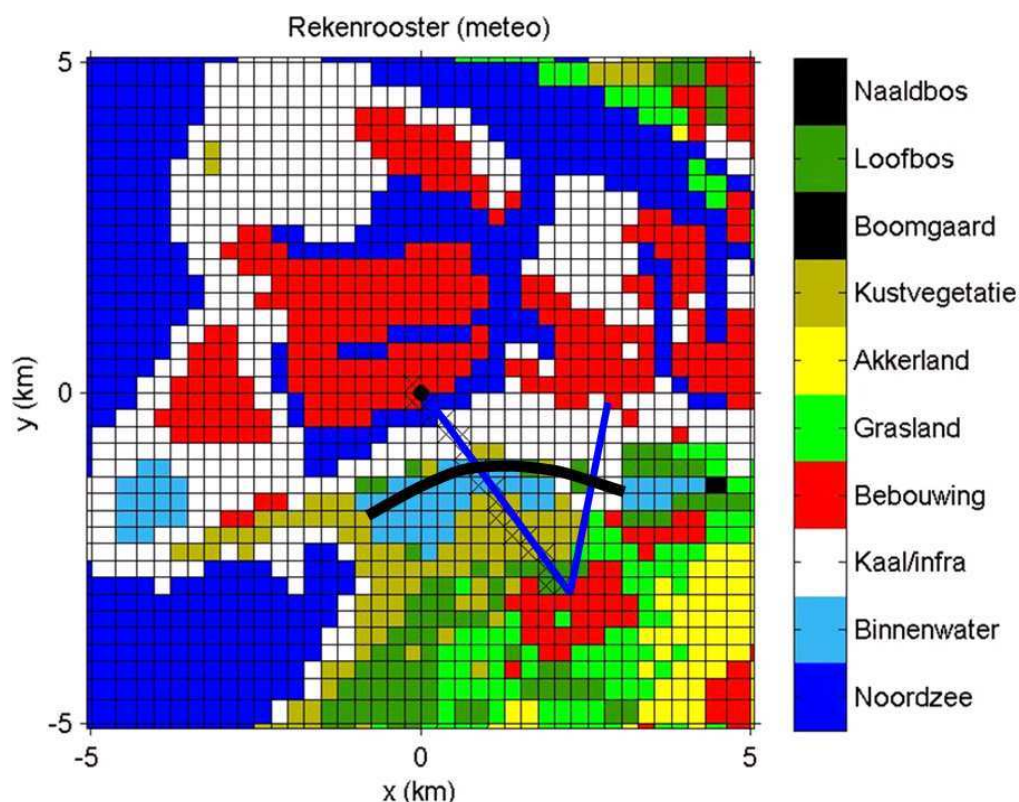 Rekenrooster (meteo)
5
0
-5
y (km)
-5
0
5
x (km)
Naaldbos
Loofbos
Boomgaard
Kustvegetatie
Akkerland
Grasland
Bebouwing
Kaal/infra
Binnenwater
Noordzee